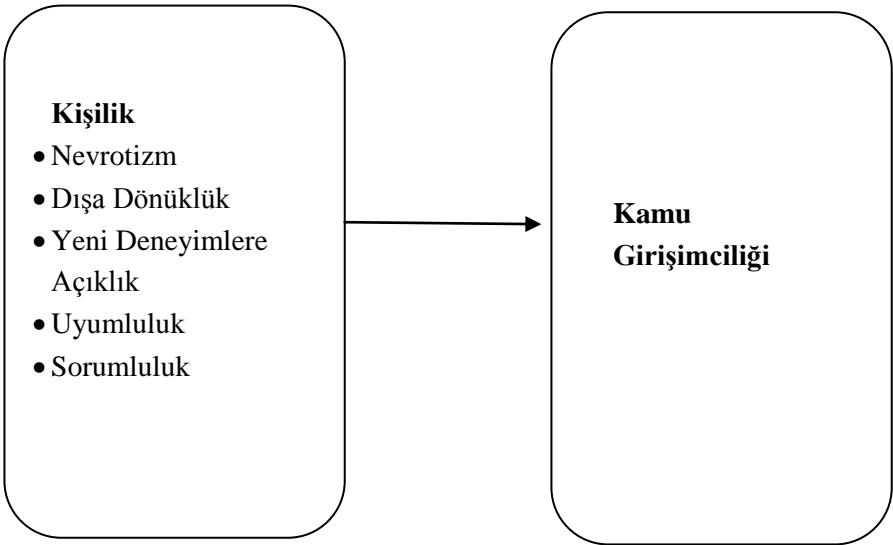 Kişilik
• Nevrotizm
• Dışa Dönüklük
• Yeni Deneyimlere
Açıklık
• Uyumluluk
• Sorumluluk
Kamu
Girişimciliği